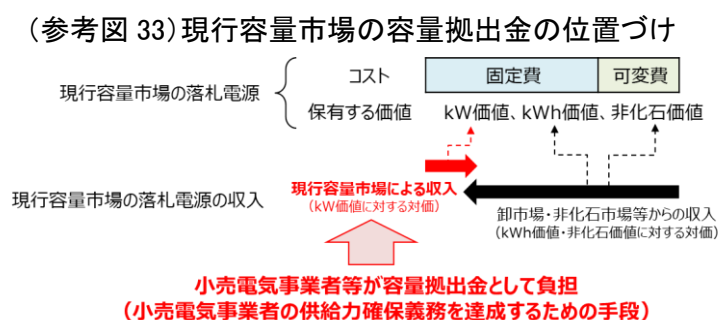 （参考図 33）現行容量市場の容量拠出金の位置づけ
現行容量市場の落札電源
コスト
固定費
可変費
保有する価値
kW価値、kWh価値、非化石価値
現行容量市場の落札電源の収入
現行容量市場による収入
（kW価値に対する対価）
卸市場・非化石市場等からの収入
（kWh価値・非化石価値に対する対価）
小売電気事業者等が容量拠出金として負担
（小売電気事業者の供給力確保義務を達成するための手段）